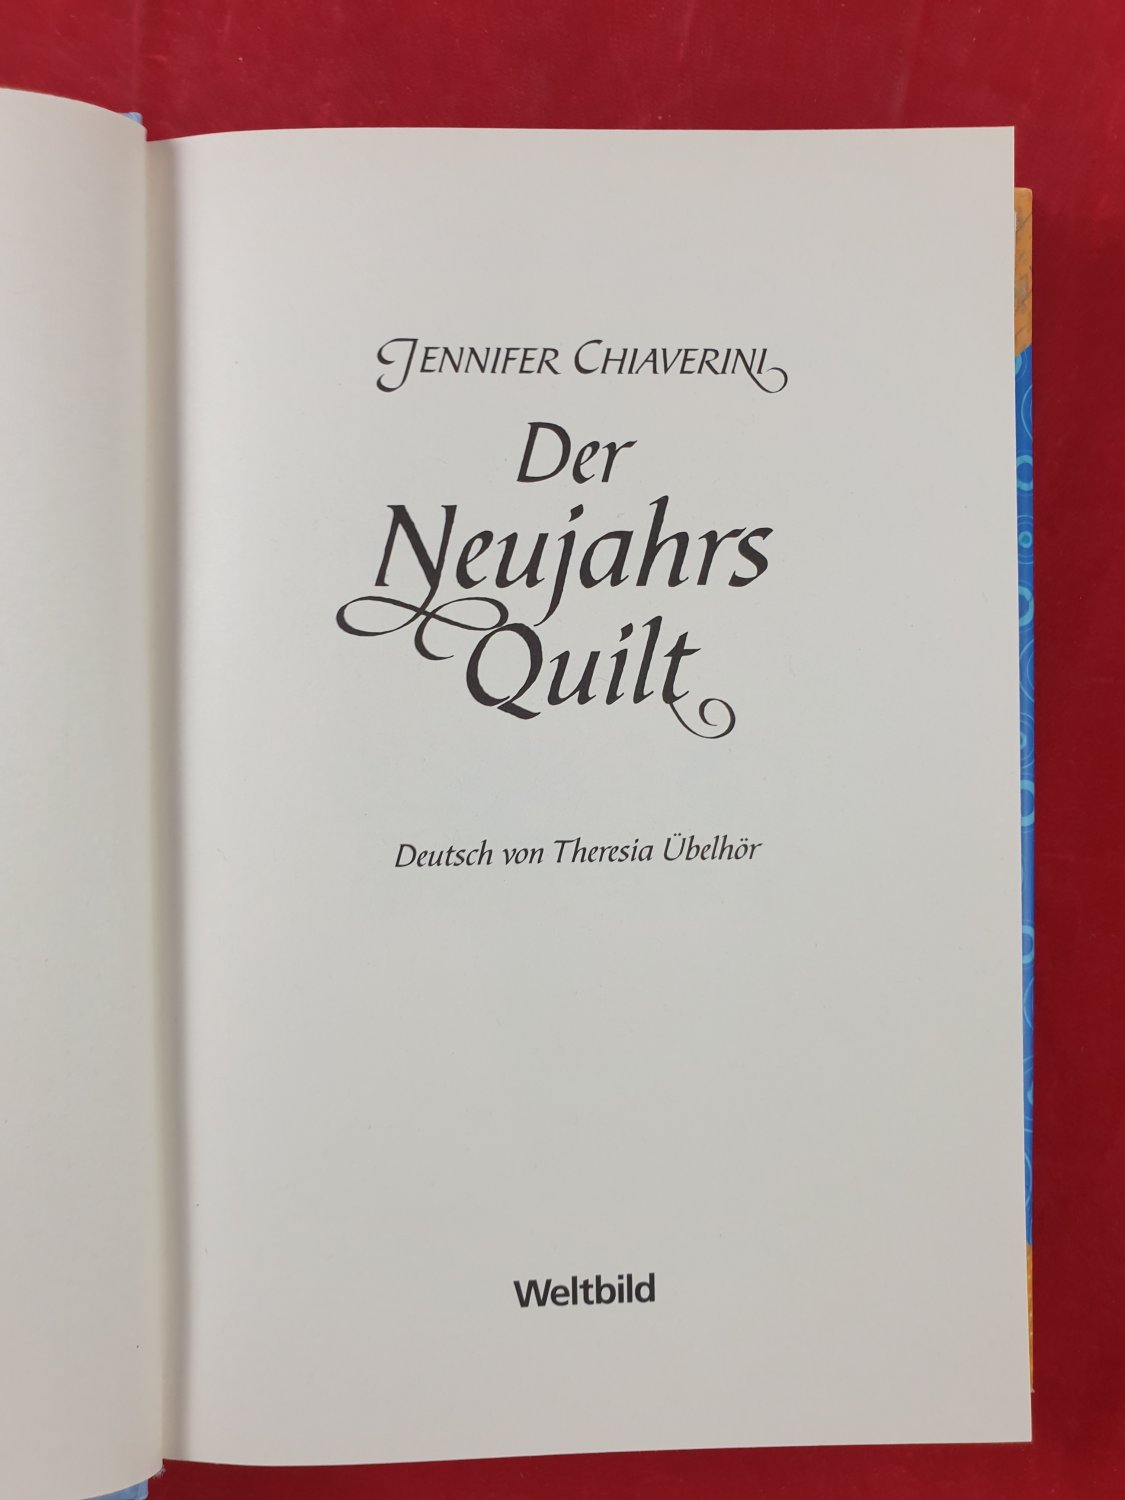 JENNIFER CHIAVERINI
Der
Neujahrs
Quilt
Deutsch von Theresia Übelhör
Weltbild